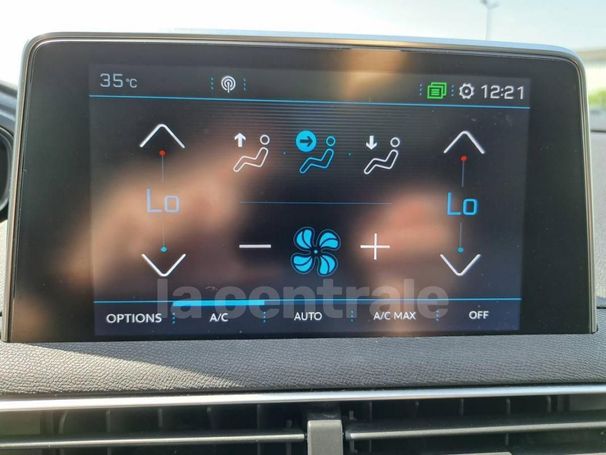 35°C 12:21
Lo Lo
la centrale
OPTIONS A/C AUTO A/C MAX OFF